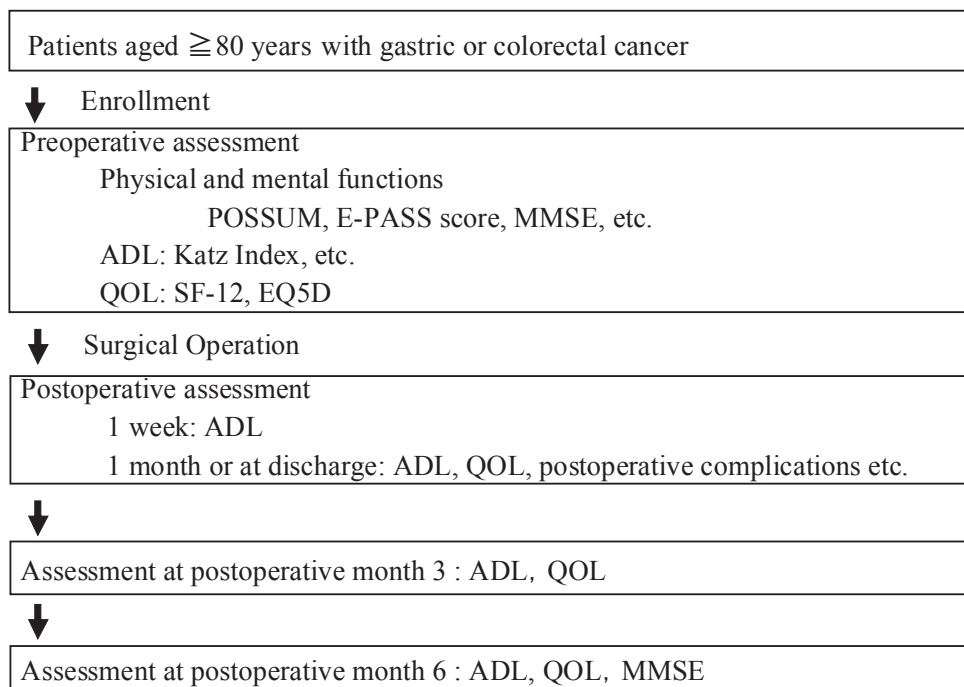 Patients aged ≧80 years with gastric or colorectal cancer
Enrollment
Preoperative assessment
Physical and mental functions
POSSUM, E-PASS score, MMSE, etc.
ADL: Katz Index, etc.
QOL: SF-12, EQ5D
Surgical Operation
Postoperative assessment
1 week: ADL
1 month or at discharge: ADL, QOL, postoperative complications etc.
Assessment at postoperative month 3 : ADL, QOL
Assessment at postoperative month 6 : ADL, QOL, MMSE